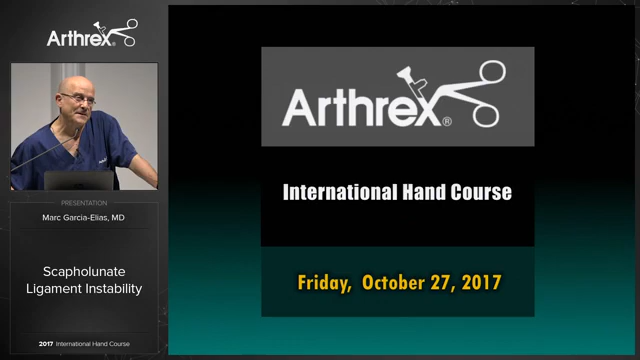 Arthrex®
PRESENTATION
Marc Garcia-Elias, MD
Scapholunate
Ligament Instability
2017 International Hand Course
Arthrex®
International Hand Course
Friday, October 27, 2017